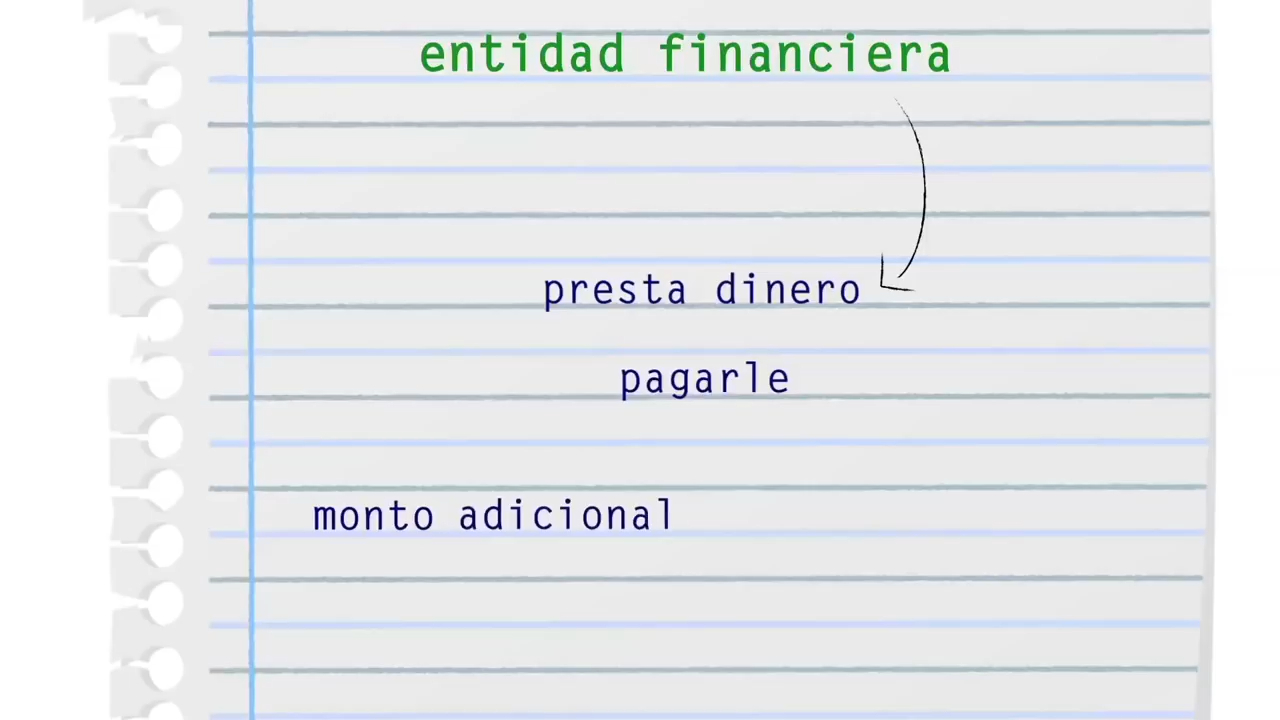 entidad financiera
presta dinero
pagarle
monto adicional